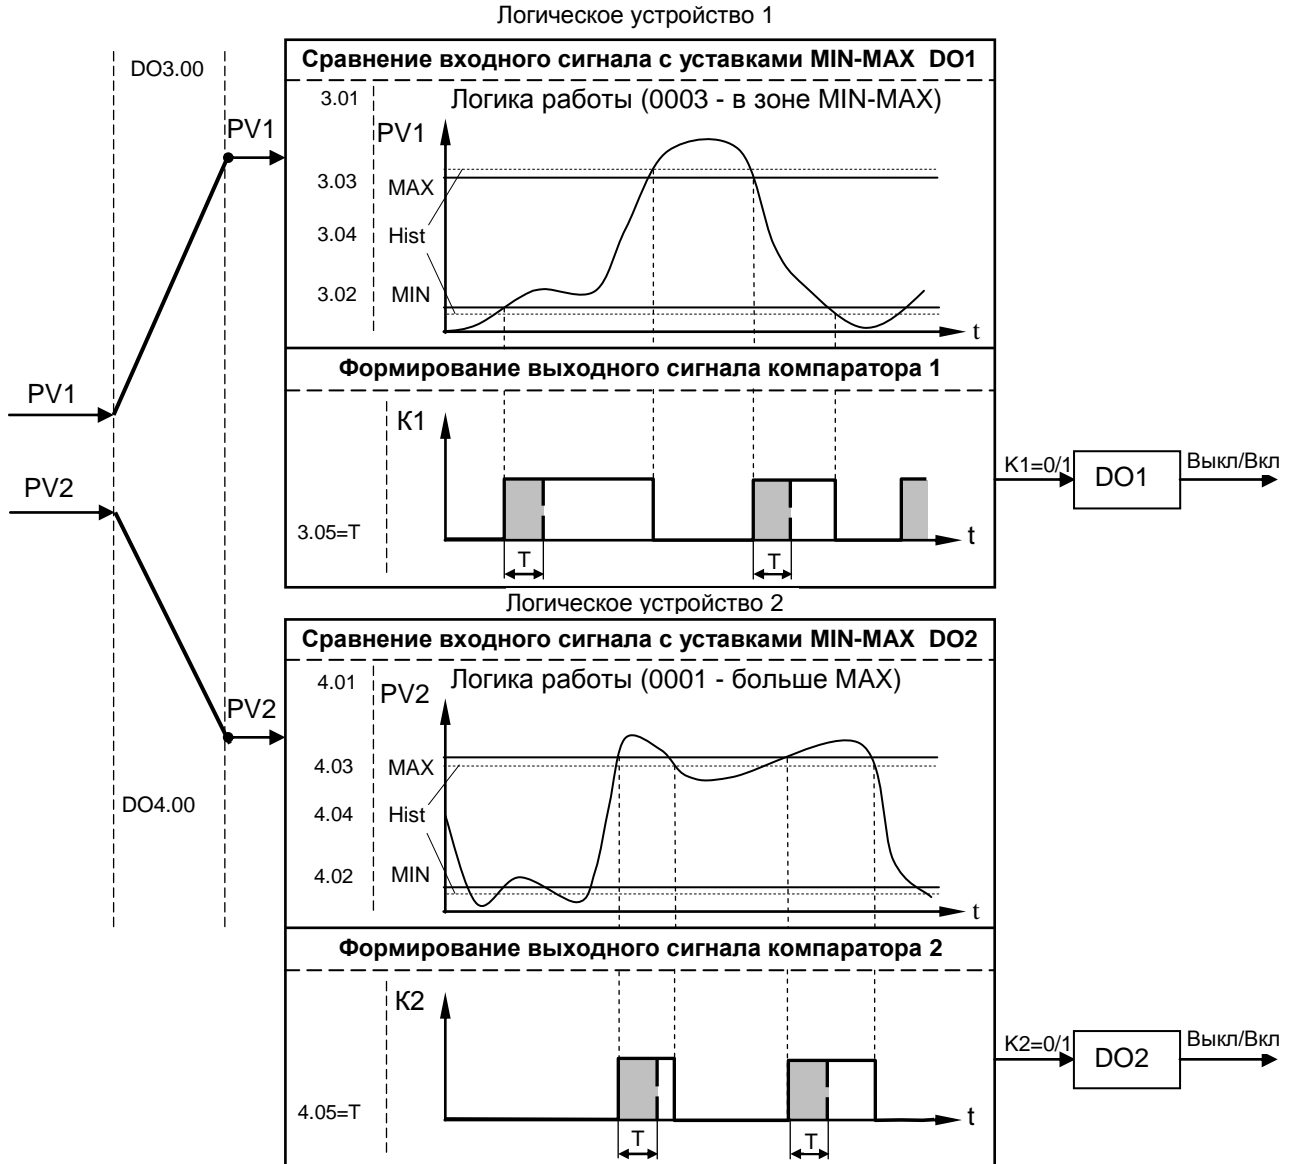 Логическое устройство 1
Сравнение входного сигнала с уставками MIN-MAX DO1
DO3.00
3.01
Логика работы (0003 - в зоне MIN-MAX)
PV1
PV1
3.03
MAX
3.04
Hist
3.02
MIN
t
Формирование выходного сигнала компаратора 1
PV1
К1
K1=0/1
DO1
Выкл/Вкл
PV2
3.05=T
t
T
T
Логическое устройство 2
Сравнение входного сигнала с уставками MIN-MAX DO2
4.01
Логика работы (0001 - больше MAX)
PV2
PV2
4.03
MAX
DO4.00
4.04
Hist
4.02
MIN
t
Формирование выходного сигнала компаратора 2
К2
K2=0/1
DO2
Выкл/Вкл
4.05=T
t
T
T